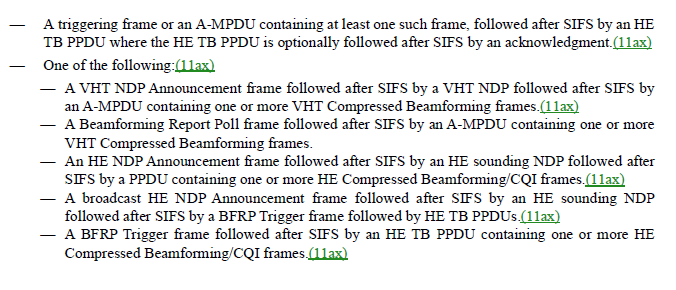 — A triggering frame or an A-MPDU containing at least one such frame, followed after SIFS by an HE
TB PPDU where the HE TB PPDU is optionally followed after SIFS by an acknowledgment.(11ax)
— One of the following:(11ax)
— A VHT NDP Announcement frame followed after SIFS by a VHT NDP followed after SIFS by
an A-MPDU containing one or more VHT Compressed Beamforming frames.(11ax)
— A Beamforming Report Poll frame followed after SIFS by an A-MPDU containing one or more
VHT Compressed Beamforming frames.
— An HE NDP Announcement frame followed after SIFS by an HE sounding NDP followed after
SIFS by a PPDU containing one or more HE Compressed Beamforming/CQI frames.(11ax)
— A broadcast HE NDP Announcement frame followed after SIFS by an HE sounding NDP
followed after SIFS by a BFRP Trigger frame followed by HE TB PPDUs.(11ax)
— A BFRP Trigger frame followed after SIFS by an HE TB PPDU containing one or more HE
Compressed Beamforming/CQI frames.(11ax)